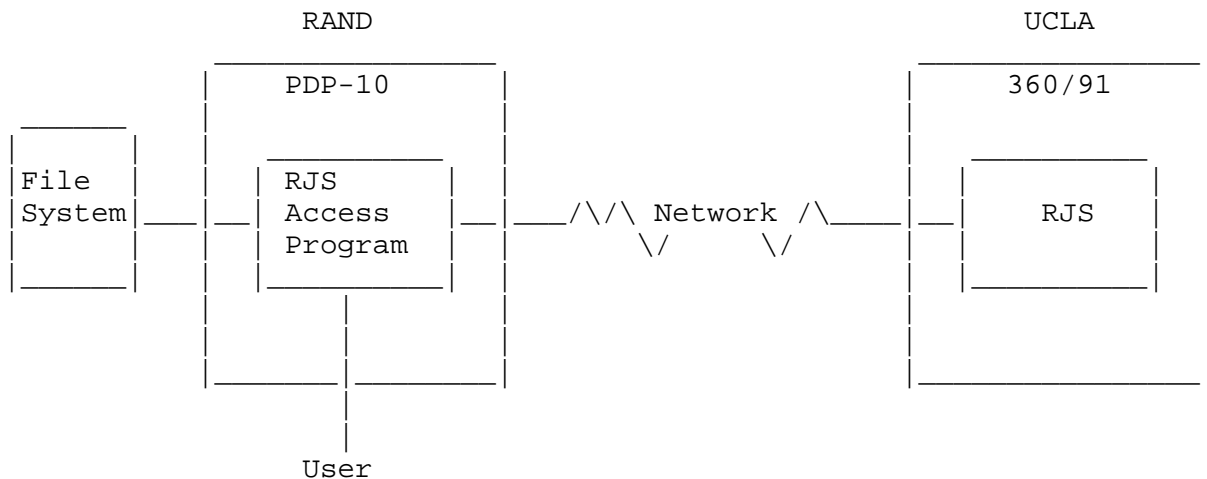 RAND UCLA
PDP-10 360/91
File RJS
System Access Network RJS
Program
User